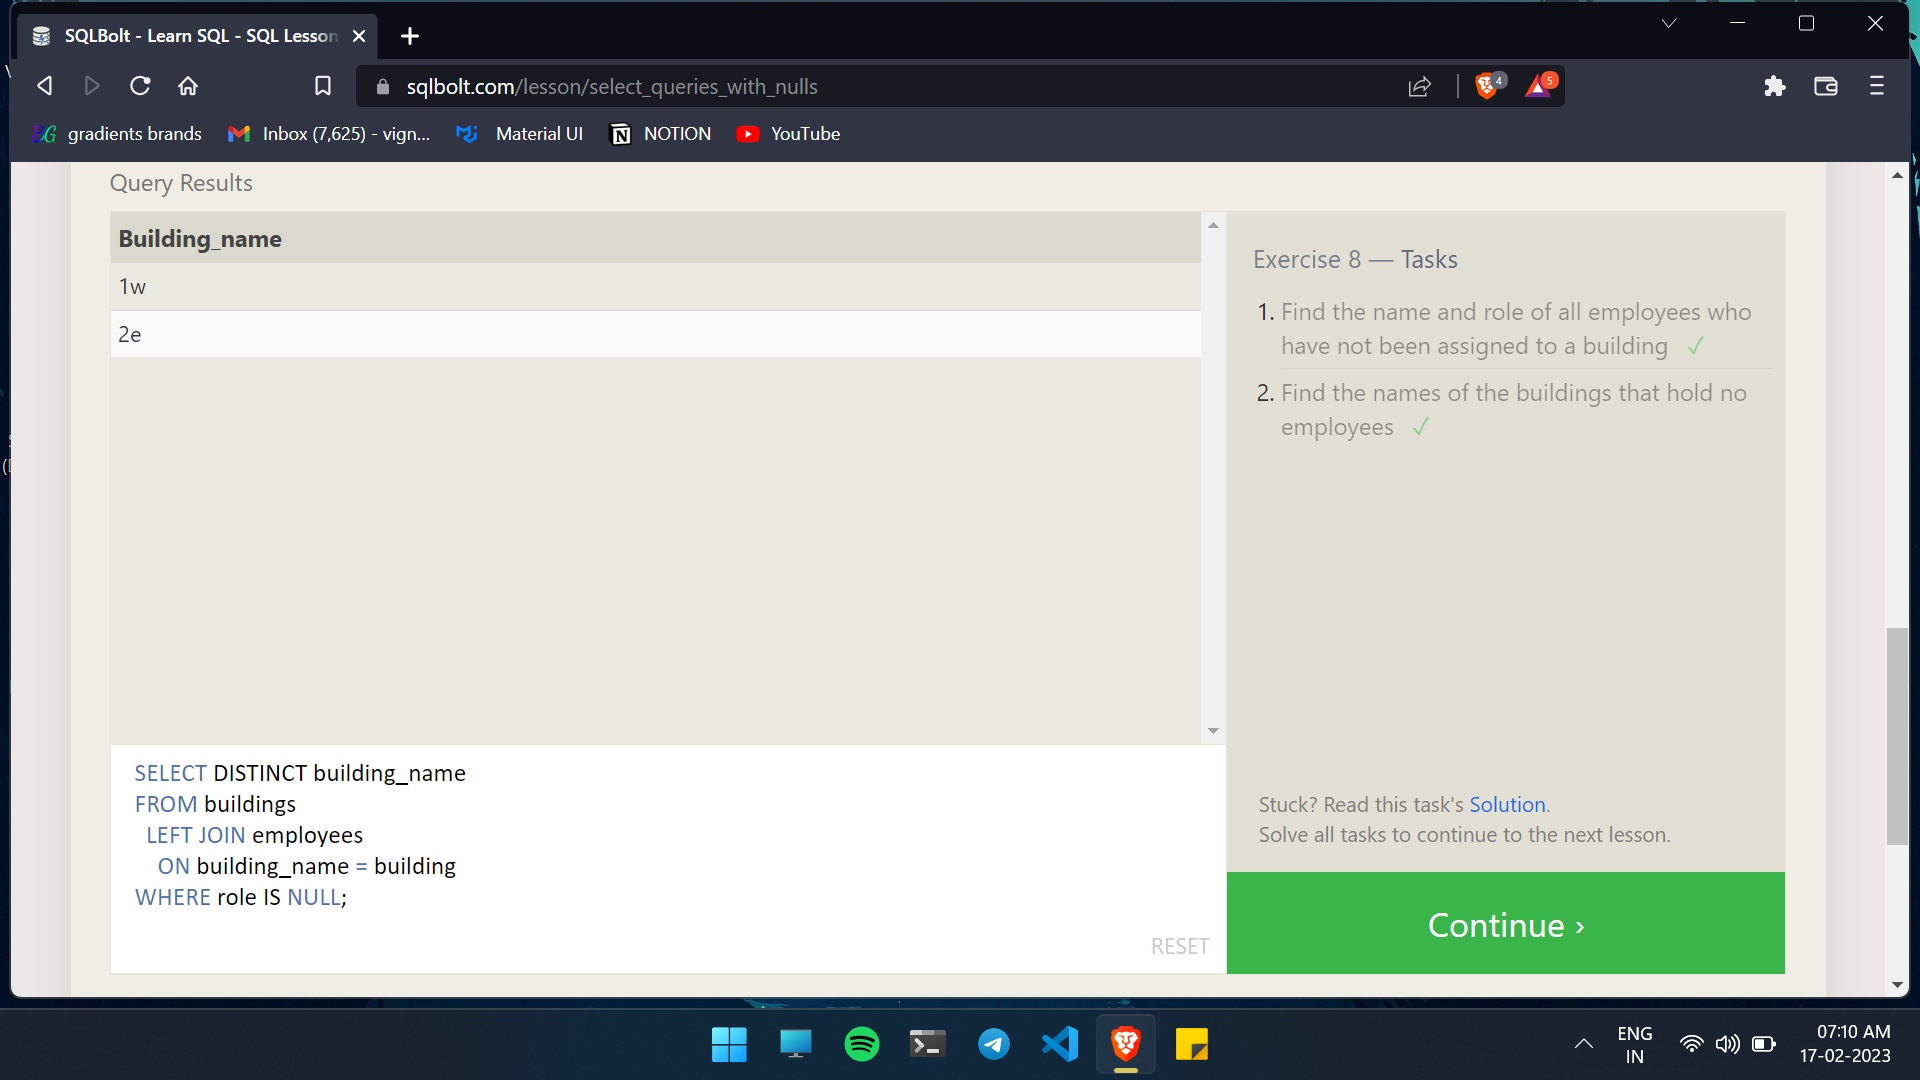 SQLBolt - Learn SQL - SQL Lesson
sqlbolt.com/lesson/select_queries_with_nulls
4
5
BG gradients brands
Inbox (7,625) - vign...
Material UI
NOTION
YouTube
Query Results
Building_name
1w
2e
Exercise 8 — Tasks
1. Find the name and role of all employees who
have not been assigned to a building ✓
2. Find the names of the buildings that hold no
employees ✓
Stuck? Read this task's Solution.
Solve all tasks to continue to the next lesson.
Continue ›
SELECT DISTINCT building_name
FROM buildings
LEFT JOIN employees
ON building_name = building
WHERE role IS NULL;
RESET
ENG
IN
07:10 AM
17-02-2023